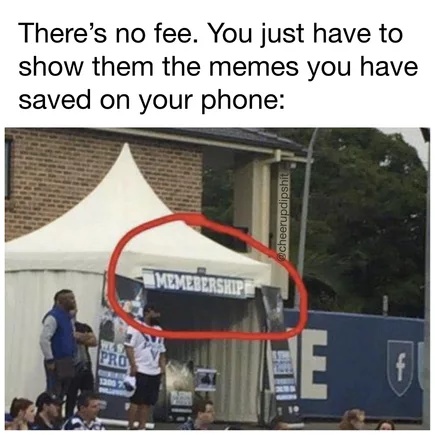 There’s no fee. You just have to
show them the memes you have
saved on your phone:
@cheerupdipshit
MEMEBERSHIP
PRO
E
f